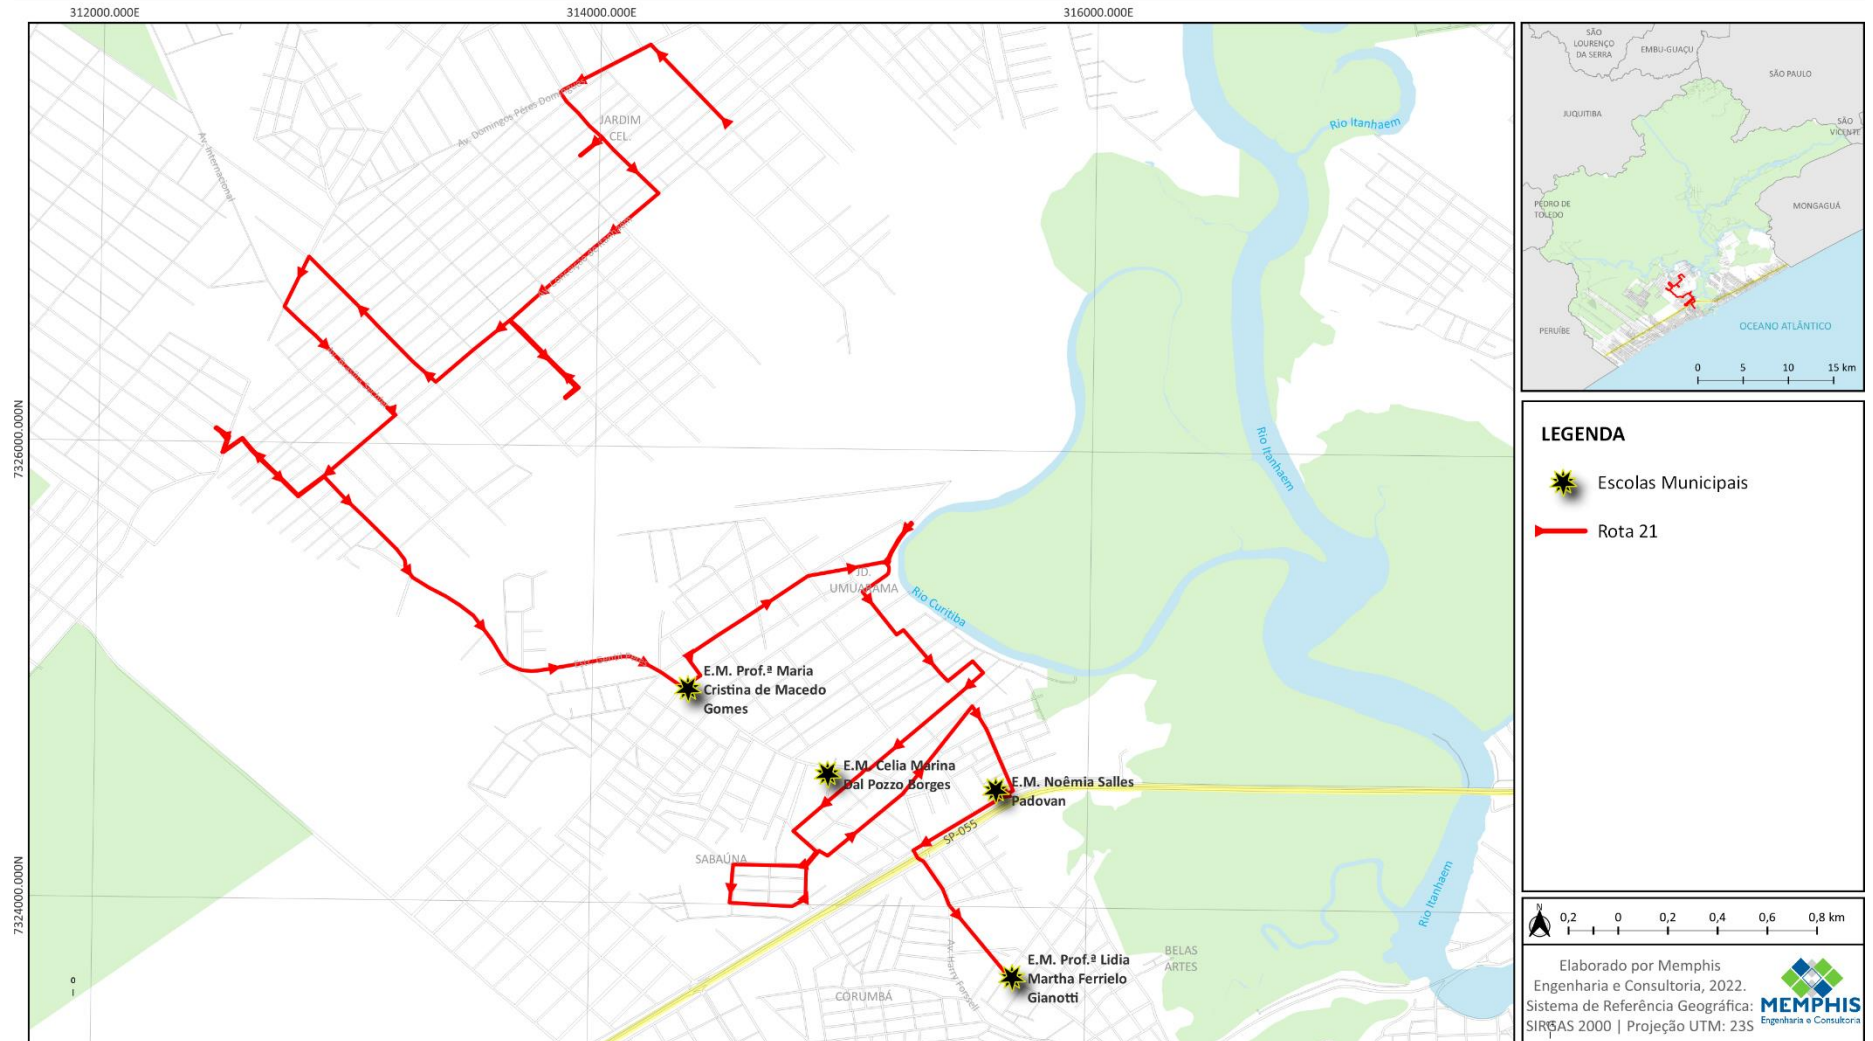 312000.000E
314000.000E
316000.000E
7326000.000N
7324000.000N
Av. Internacional
Av. Domingos Péres Domingues
JARDIM
CEL.
Rio Itanhaem
Rio Itanhaem
Rio Curitiba
JD.
UMUARAMA
E.M. Prof.ª Maria
Cristina de Macedo
Gomes
E.M. Celia Marina
Dal Pozzo Borges
E.M. Noêmia Salles
Padovan
SP-055
SABAÚNA
Av. Harry Forssell
E.M. Prof.ª Lidia
Martha Ferrielo
Gianotti
CORUMBÁ
BELAS
ARTES
Rio Itanhaem
0
SÃO
LOURENÇO
DA SERRA
EMBU-GUAÇU
SÃO PAULO
JUQUITIBA
SÃO
VICENTE
PEDRO DE
TOLEDO
MONGAGUÁ
PERUÍBE
OCEANO ATLÂNTICO
0 5 10 15 km
LEGENDA
Escolas Municipais
Rota 21
N
0,2 0 0,2 0,4 0,6 0,8 km
Elaborado por Memphis
Engenharia e Consultoria, 2022.
Sistema de Referência Geográfica:
SIRGAS 2000 | Projeção UTM: 23S
MEMPHIS
Engenharia e Consultoria